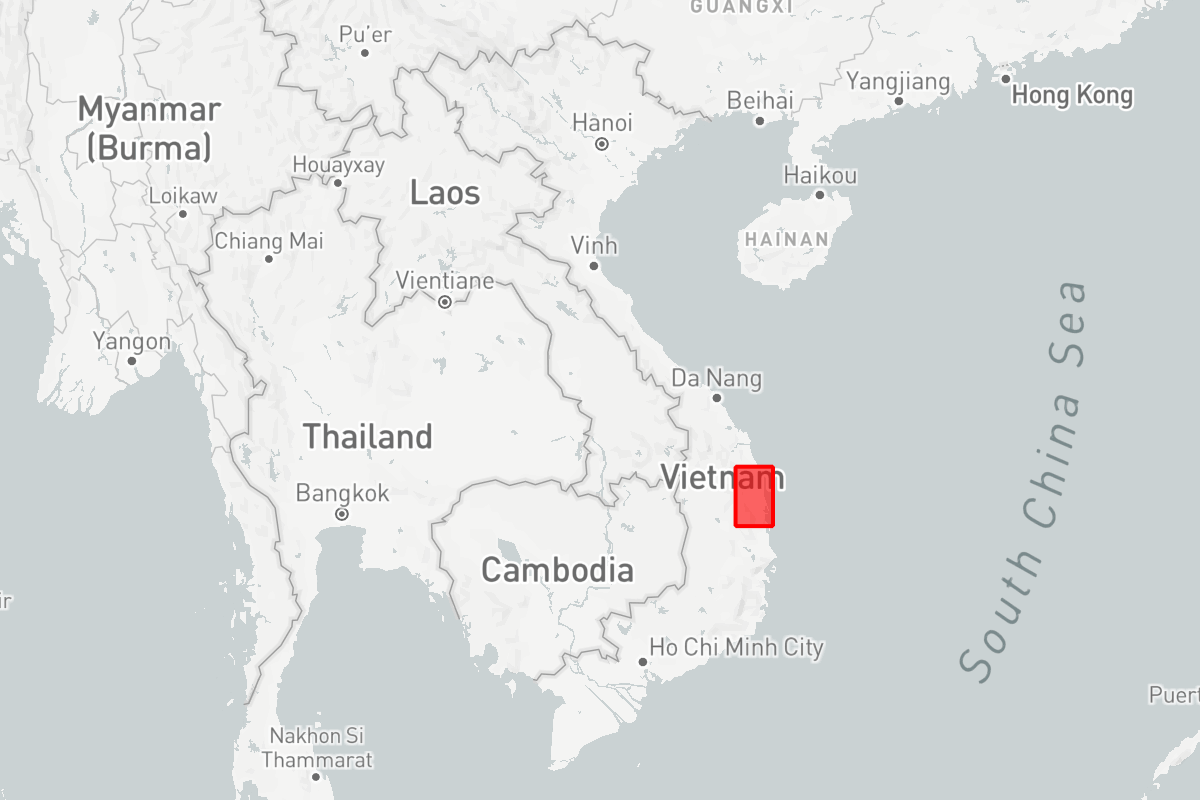 GUANGXI
Pu'er
Yangjiang
Beihai
Hong Kong
Myanmar
(Burma)
Hanoi
Houayxay
Haikou
Loikaw
Laos
Chiang Mai
Vinh
HAINAN
Vientiane
Yangon
Da Nang
South China Sea
Thailand
Vietnam
Bangkok
Cambodia
ir
Ho Chi Minh City
Puert
Nakhon Si
Thammarat